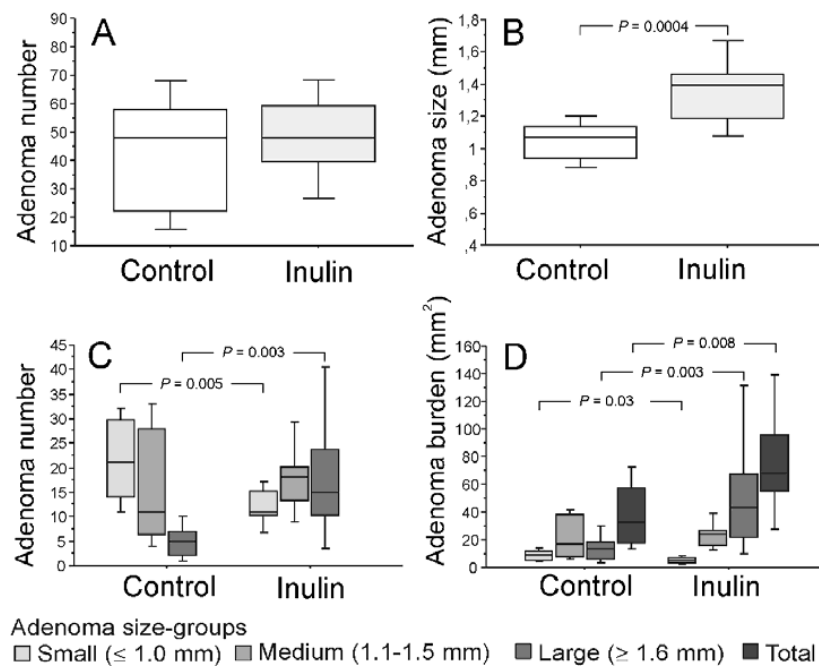 A
Adenoma number
90
80
70
60
50
40
30
20
10
Control Inulin
B
Adenoma size (mm)
1,8
1,6
1,4
1,2
1
,8
,6
,4
P = 0.0004
Control Inulin
C
Adenoma number
45
40
35
30
25
20
15
10
5
0
P = 0.003
P = 0.005
Control Inulin
D
Adenoma burden (mm²)
160
140
120
100
80
60
40
20
0
P = 0.008
P = 0.003
P = 0.03
Control Inulin
Adenoma size-groups
Small (≤ 1.0 mm) Medium (1.1-1.5 mm) Large (≥ 1.6 mm) Total